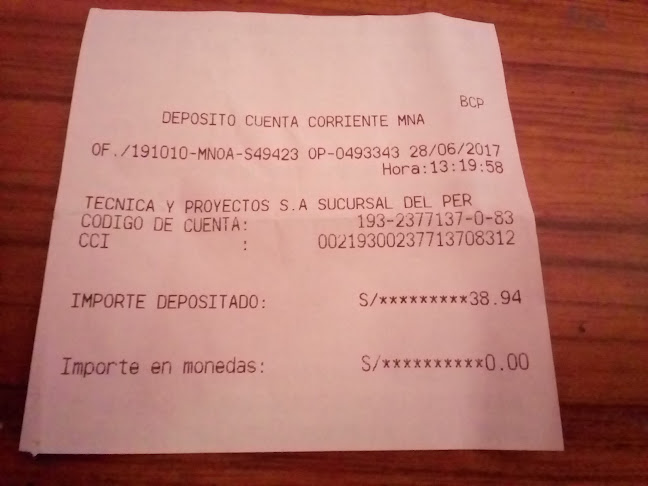 BCP
DEPOSITO CUENTA CORRIENTE MNA
OF./191010-MNOA-S49423 OP-0493343 28/06/2017
Hora:13:19:58
TECNICA Y PROYECTOS S.A SUCURSAL DEL PER
CODIGO DE CUENTA: 193-2377137-0-83
CCI : 00219300237713708312
IMPORTE DEPOSITADO: S/*********38.94
Importe en monedas: S/**********0.00